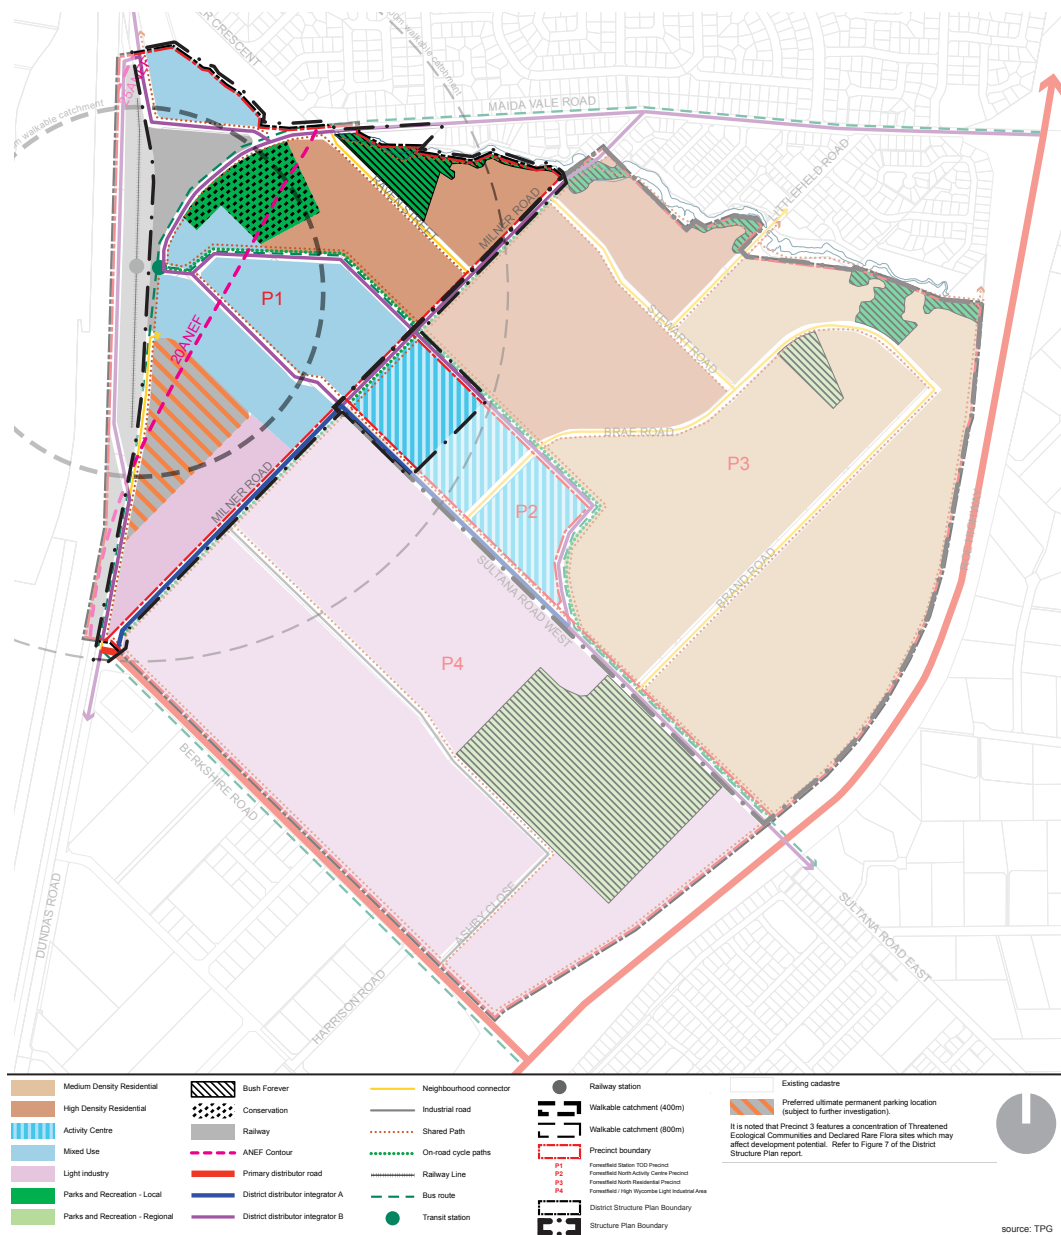 ER CRESCENT
800m walkable catchment
25ANEF
walkable catchment
MAIDA VALE ROAD
LITTLEFIELD ROAD
MILNER ROAD
P1
20ANEF
STEWART ROAD
BRAE ROAD
P3
MILNER ROAD
P2
BRAND ROAD
SULTANA ROAD WEST
P4
BERKSHIRE ROAD
DUNDAS ROAD
ASHBY CLOSE
SULTANA ROAD EAST
HARRISON ROAD
Medium Density Residential
High Density Residential
Activity Centre
Mixed Use
Light industry
Parks and Recreation - Local
Parks and Recreation - Regional
Bush Forever
Conservation
Railway
ANEF Contour
Primary distributor road
District distributor integrator A
District distributor integrator B
Neighbourhood connector
Industrial road
Shared Path
On-road cycle paths
Railway Line
Bus route
Transit station
Railway station
Walkable catchment (400m)
Walkable catchment (800m)
Precinct boundary
P1 Forrestfield Station TOD Precinct
P2 Forrestfield North Activity Centre Precinct
P3 Forrestfield North Residential Precinct
P4 Forrestfield / High Wycombe Light Industrial Area
District Structure Plan Boundary
Structure Plan Boundary
Existing cadastre
Preferred ultimate permanent parking location
(subject to further investigation).
It is noted that Precinct 3 features a concentration of Threatened
Ecological Communities and Declared Rare Flora sites which may
affect development potential. Refer to Figure 7 of the District
Structure Plan report.
source: TPG